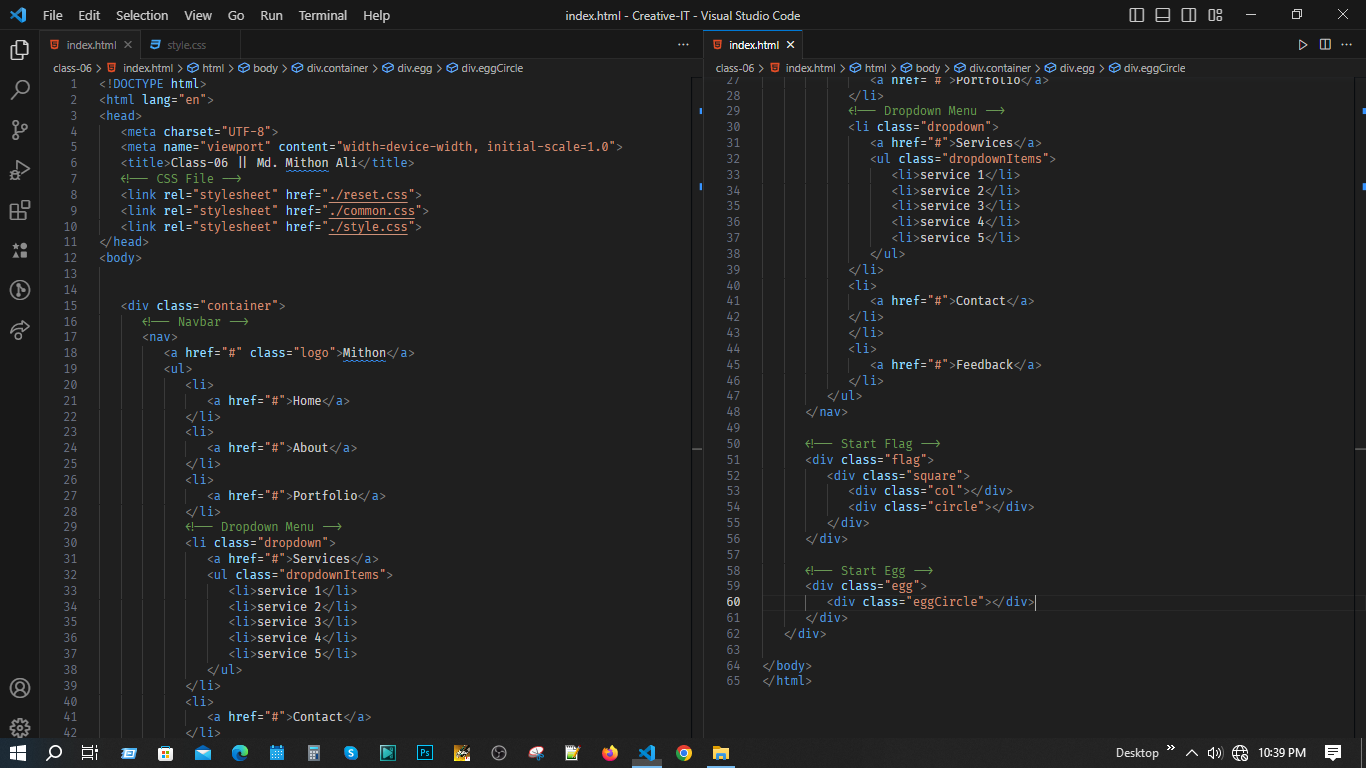 File Edit Selection View Go Run Terminal Help
index.html - Creative-IT - Visual Studio Code
index.html
style.css
class-06 > index.html > html > body > div.container > div.egg > div.eggCircle
1 <!DOCTYPE html>
2 <html lang="en">
3 <head>
4 <meta charset="UTF-8">
5 <meta name="viewport" content="width=device-width, initial-scale=1.0">
6 <title>Class-06 || Md. Mithon Ali</title>
7 <!-- CSS File -->
8 <link rel="stylesheet" href="./reset.css">
9 <link rel="stylesheet" href="./common.css">
10 <link rel="stylesheet" href="./style.css">
11 </head>
12 <body>
13
14
15 <div class="container">
16 <!-- Navbar -->
17 <nav>
18 <a href="#" class="logo">Mithon</a>
19 <ul>
20 <li>
21 <a href="#">Home</a>
22 </li>
23 <li>
24 <a href="#">About</a>
25 </li>
26 <li>
27 <a href="#">Portfolio</a>
28 </li>
29 <!-- Dropdown Menu -->
30 <li class="dropdown">
31 <a href="#">Services</a>
32 <ul class="dropdownItems">
33 <li>service 1</li>
34 <li>service 2</li>
35 <li>service 3</li>
36 <li>service 4</li>
37 <li>service 5</li>
38 </ul>
39 </li>
40 <li>
41 <a href="#">Contact</a>
42 </li>
index.html
class-06 > index.html > html > body > div.container > div.egg > div.eggCircle
27 <a href="#">Portfolio</a>
28 </li>
29 <!-- Dropdown Menu -->
30 <li class="dropdown">
31 <a href="#">Services</a>
32 <ul class="dropdownItems">
33 <li>service 1</li>
34 <li>service 2</li>
35 <li>service 3</li>
36 <li>service 4</li>
37 <li>service 5</li>
38 </ul>
39 </li>
40 <li>
41 <a href="#">Contact</a>
42 </li>
43 </li>
44 <li>
45 <a href="#">Feedback</a>
46 </li>
47 </ul>
48 </nav>
49
50 <!-- Start Flag -->
51 <div class="flag">
52 <div class="square">
53 <div class="col"></div>
54 <div class="circle"></div>
55 </div>
56 </div>
57
58 <!-- Start Egg -->
59 <div class="egg">
60 <div class="eggCircle"></div>
61 </div>
62 </div>
63
64 </body>
65 </html>
Ps
Desktop
10:39 PM